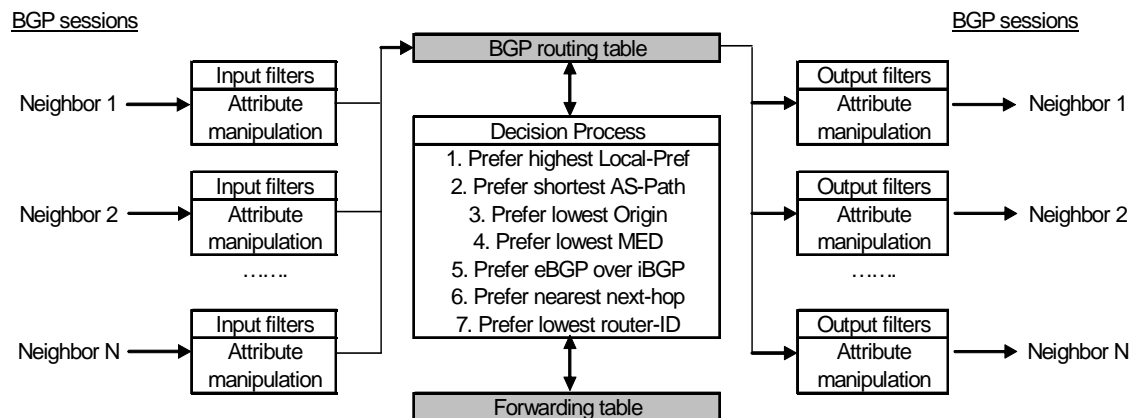 BGP sessions
BGP sessions
BGP routing table
Input filters
Attribute
manipulation
Neighbor 1
Input filters
Attribute
manipulation
Neighbor 2
.......
Input filters
Attribute
manipulation
Neighbor N
Decision Process
1. Prefer highest Local-Pref
2. Prefer shortest AS-Path
3. Prefer lowest Origin
4. Prefer lowest MED
5. Prefer eBGP over iBGP
6. Prefer nearest next-hop
7. Prefer lowest router-ID
Forwarding table
Output filters
Attribute
manipulation
Neighbor 1
Output filters
Attribute
manipulation
Neighbor 2
.......
Output filters
Attribute
manipulation
Neighbor N